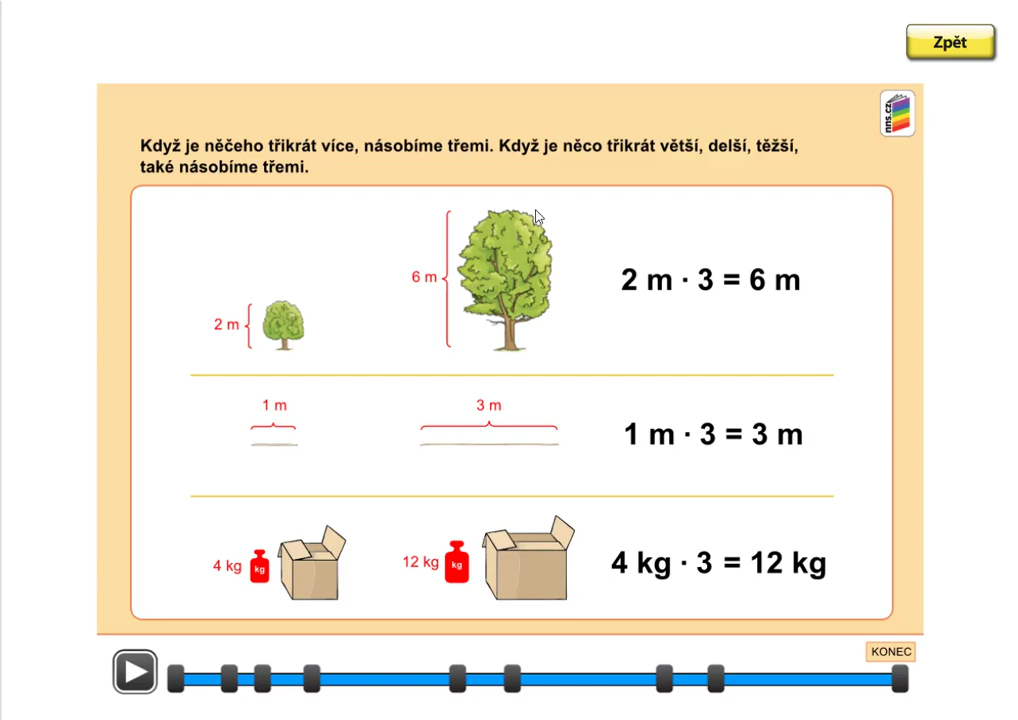 Zpět
nns.cz
Když je něčeho třikrát více, násobíme třemi. Když je něco třikrát větší, delší, těžší,
také násobíme třemi.
2 m
6 m
2 m · 3 = 6 m
1 m
3 m
1 m · 3 = 3 m
4 kg
kg
12 kg
kg
4 kg · 3 = 12 kg
KONEC